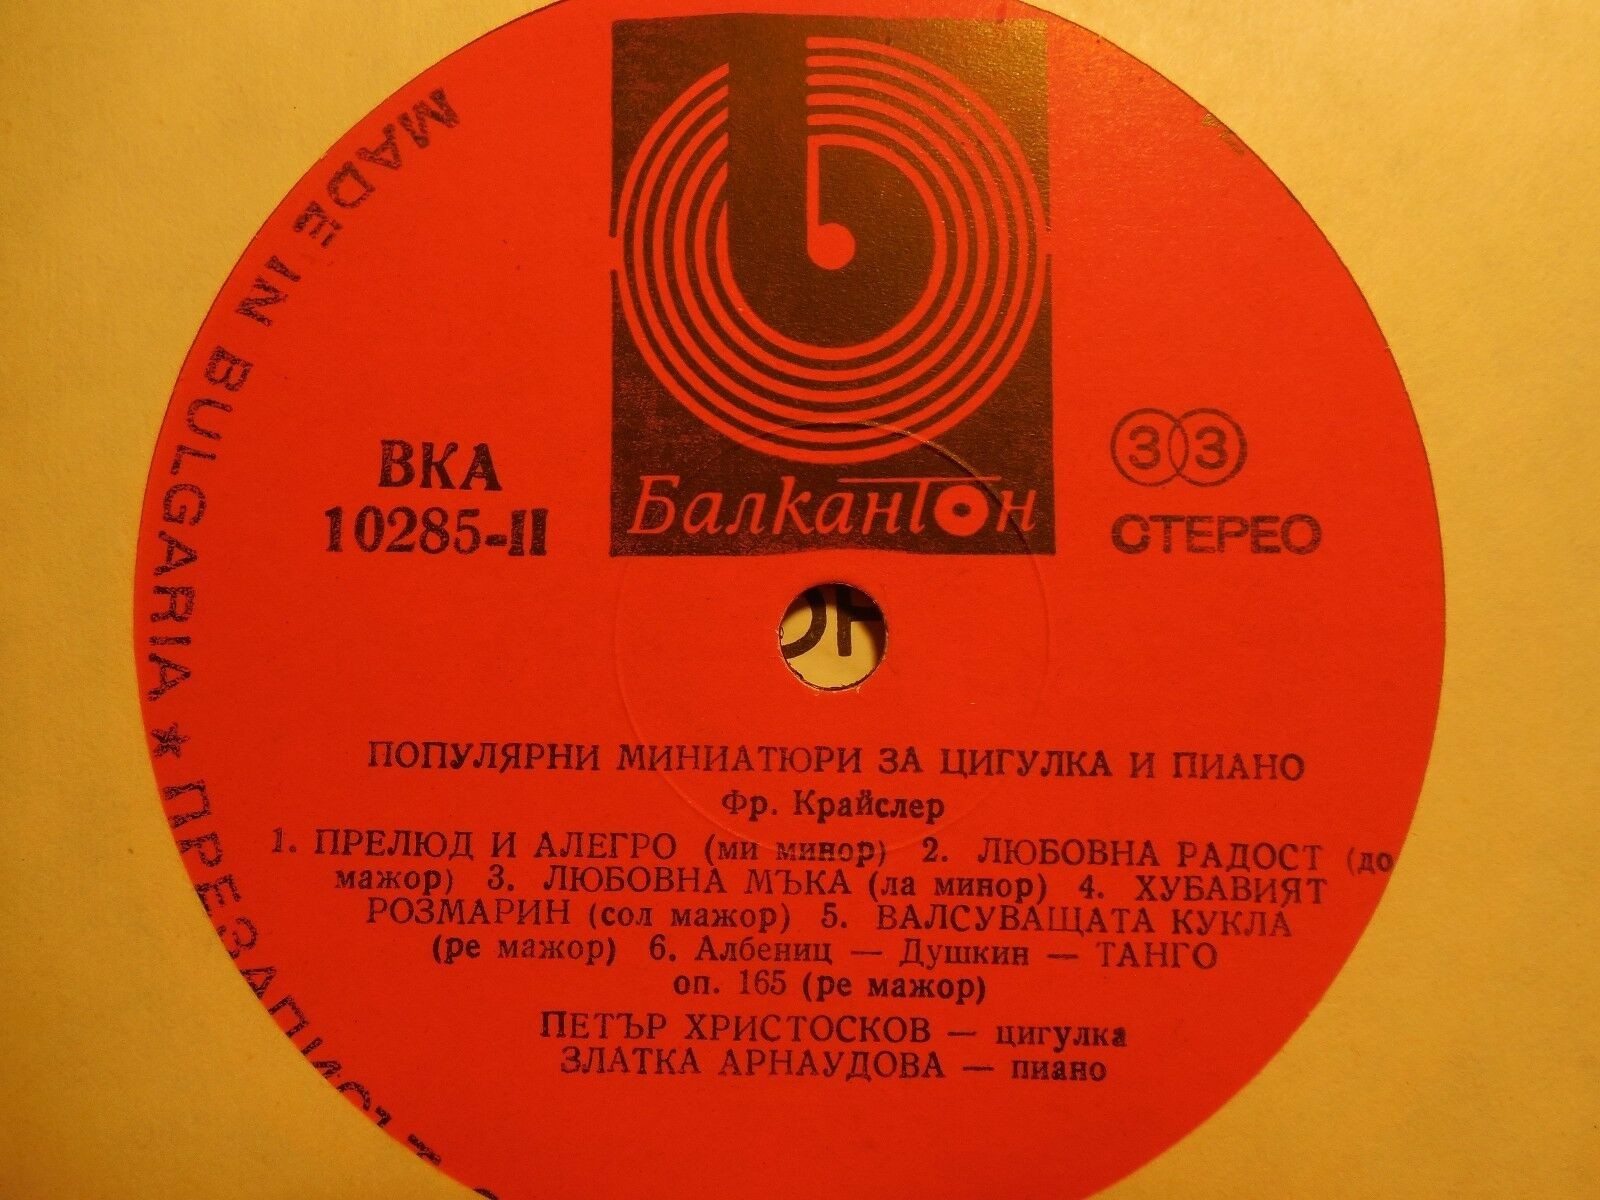 MADE IN BULGARIA ★ ПРЕЗАПИСЪТ
Балкантон
ВКА
10285-II
33
СТЕРЕО
ПОПУЛЯРНИ МИНИАТЮРИ ЗА ЦИГУЛКА И ПИАНО
Фр. Крайслер
1. ПРЕЛЮД И АЛЕГРО (ми минор) 2. ЛЮБОВНА РАДОСТ (до
мажор) 3. ЛЮБОВНА МЪКА (ла минор) 4. ХУБАВИЯТ
РОЗМАРИН (сол мажор) 5. ВАЛСУВАЩАТА КУКЛА
(ре мажор) 6. Албениц — Душкин — ТАНГО
оп. 165 (ре мажор)
ПЕТЪР ХРИСТОСКОВ — цигулка
ЗЛАТКА АРНАУДОВА — пиано